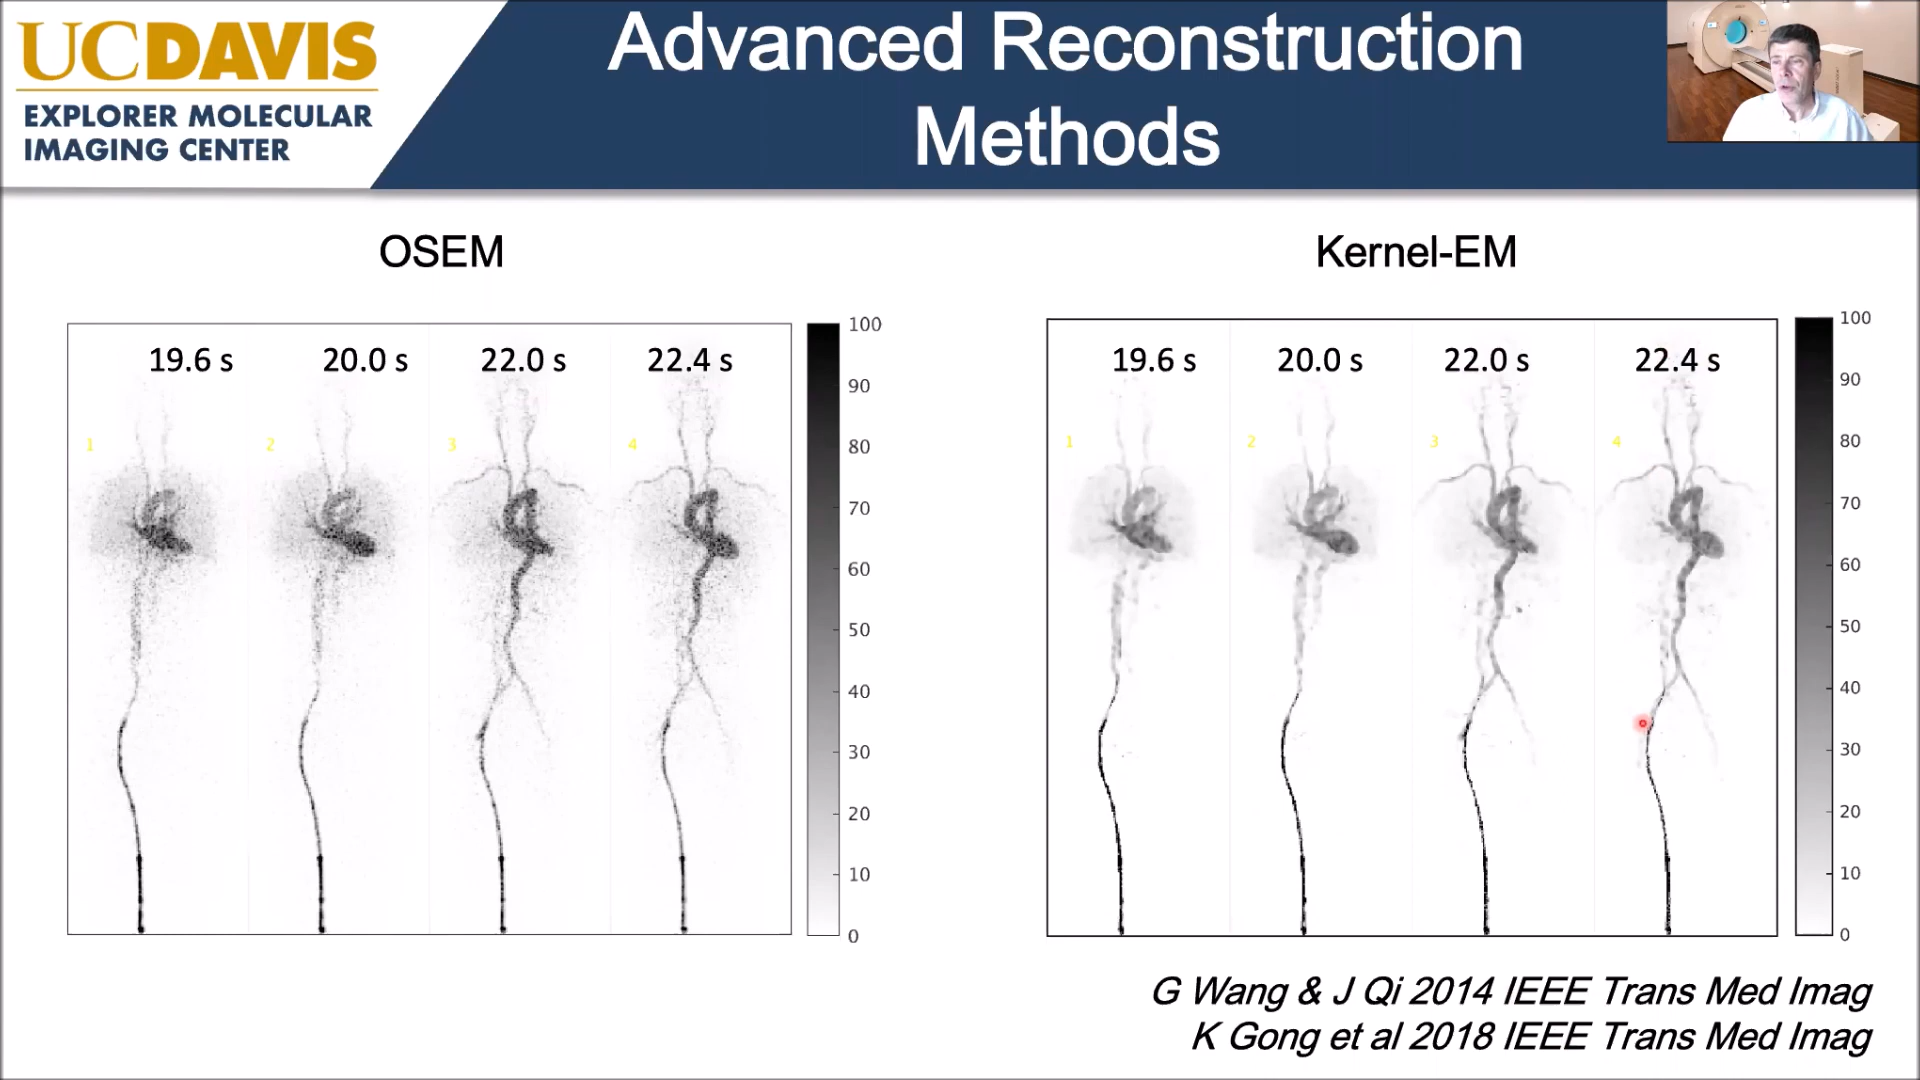 UCDAVIS
EXPLORER MOLECULAR
IMAGING CENTER
Advanced Reconstruction
Methods
OSEM
19.6 s 20.0 s 22.0 s 22.4 s
1 2 3 4
100
90
80
70
60
50
40
30
20
10
0
Kernel-EM
19.6 s 20.0 s 22.0 s 22.4 s
1 2 3 4
100
90
80
70
60
50
40
30
20
10
0
G Wang & J Qi 2014 IEEE Trans Med Imag
K Gong et al 2018 IEEE Trans Med Imag